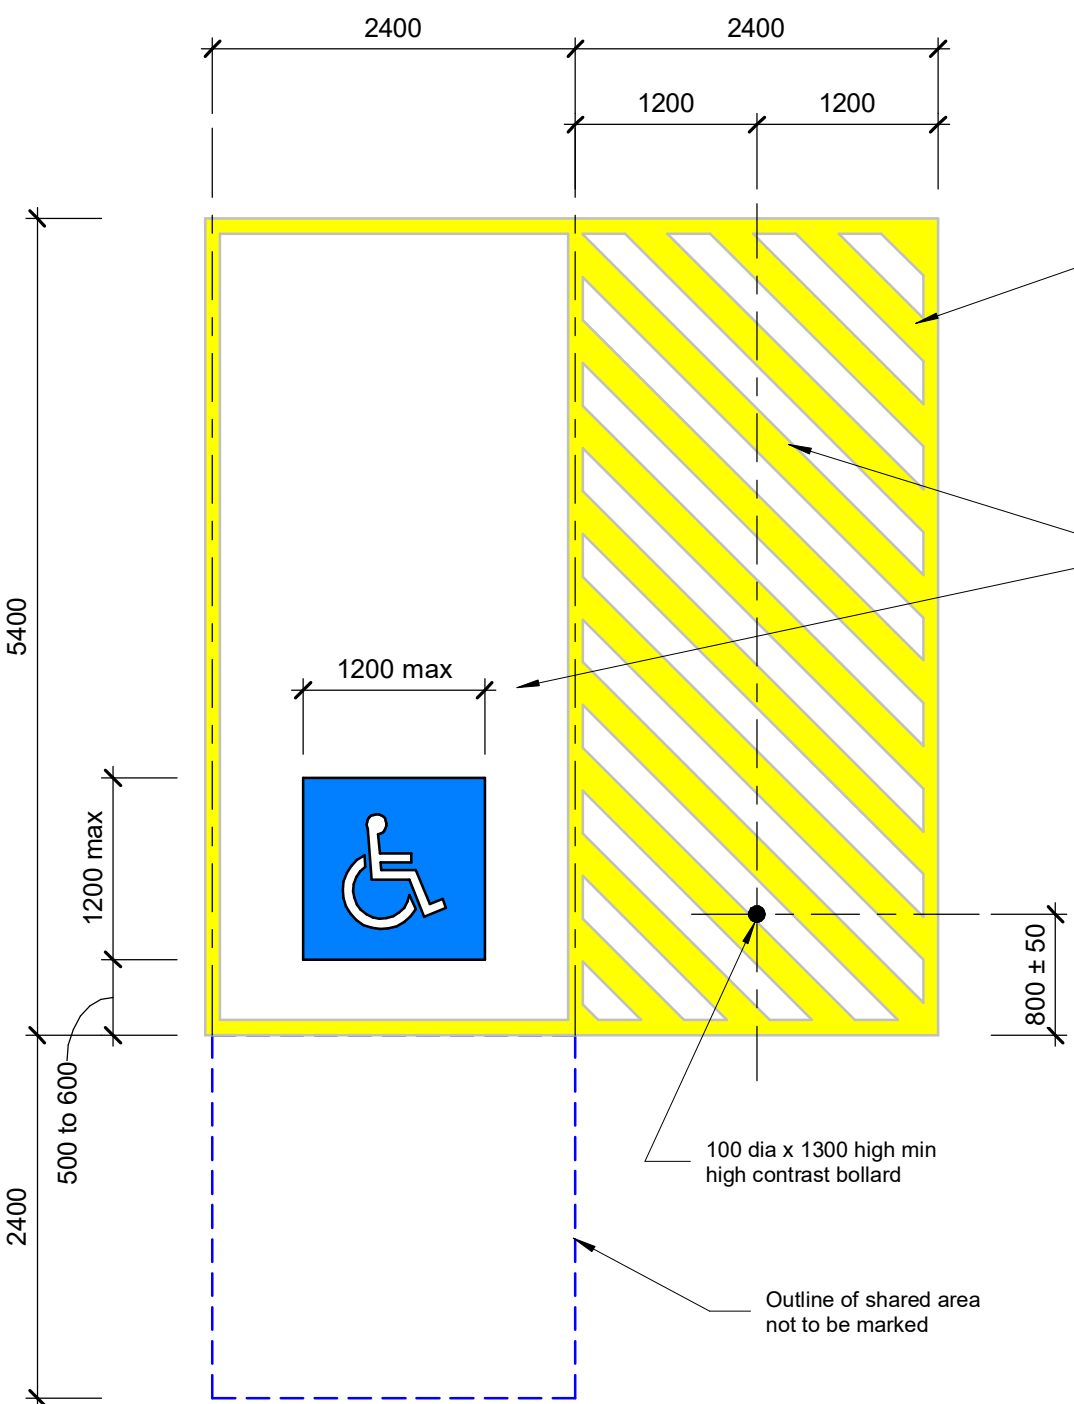 2400
2400
1200
1200
5400
1200 max
1200 max
800 ± 50
500 to 600
100 dia x 1300 high min
high contrast bollard
2400
Outline of shared area
not to be marked